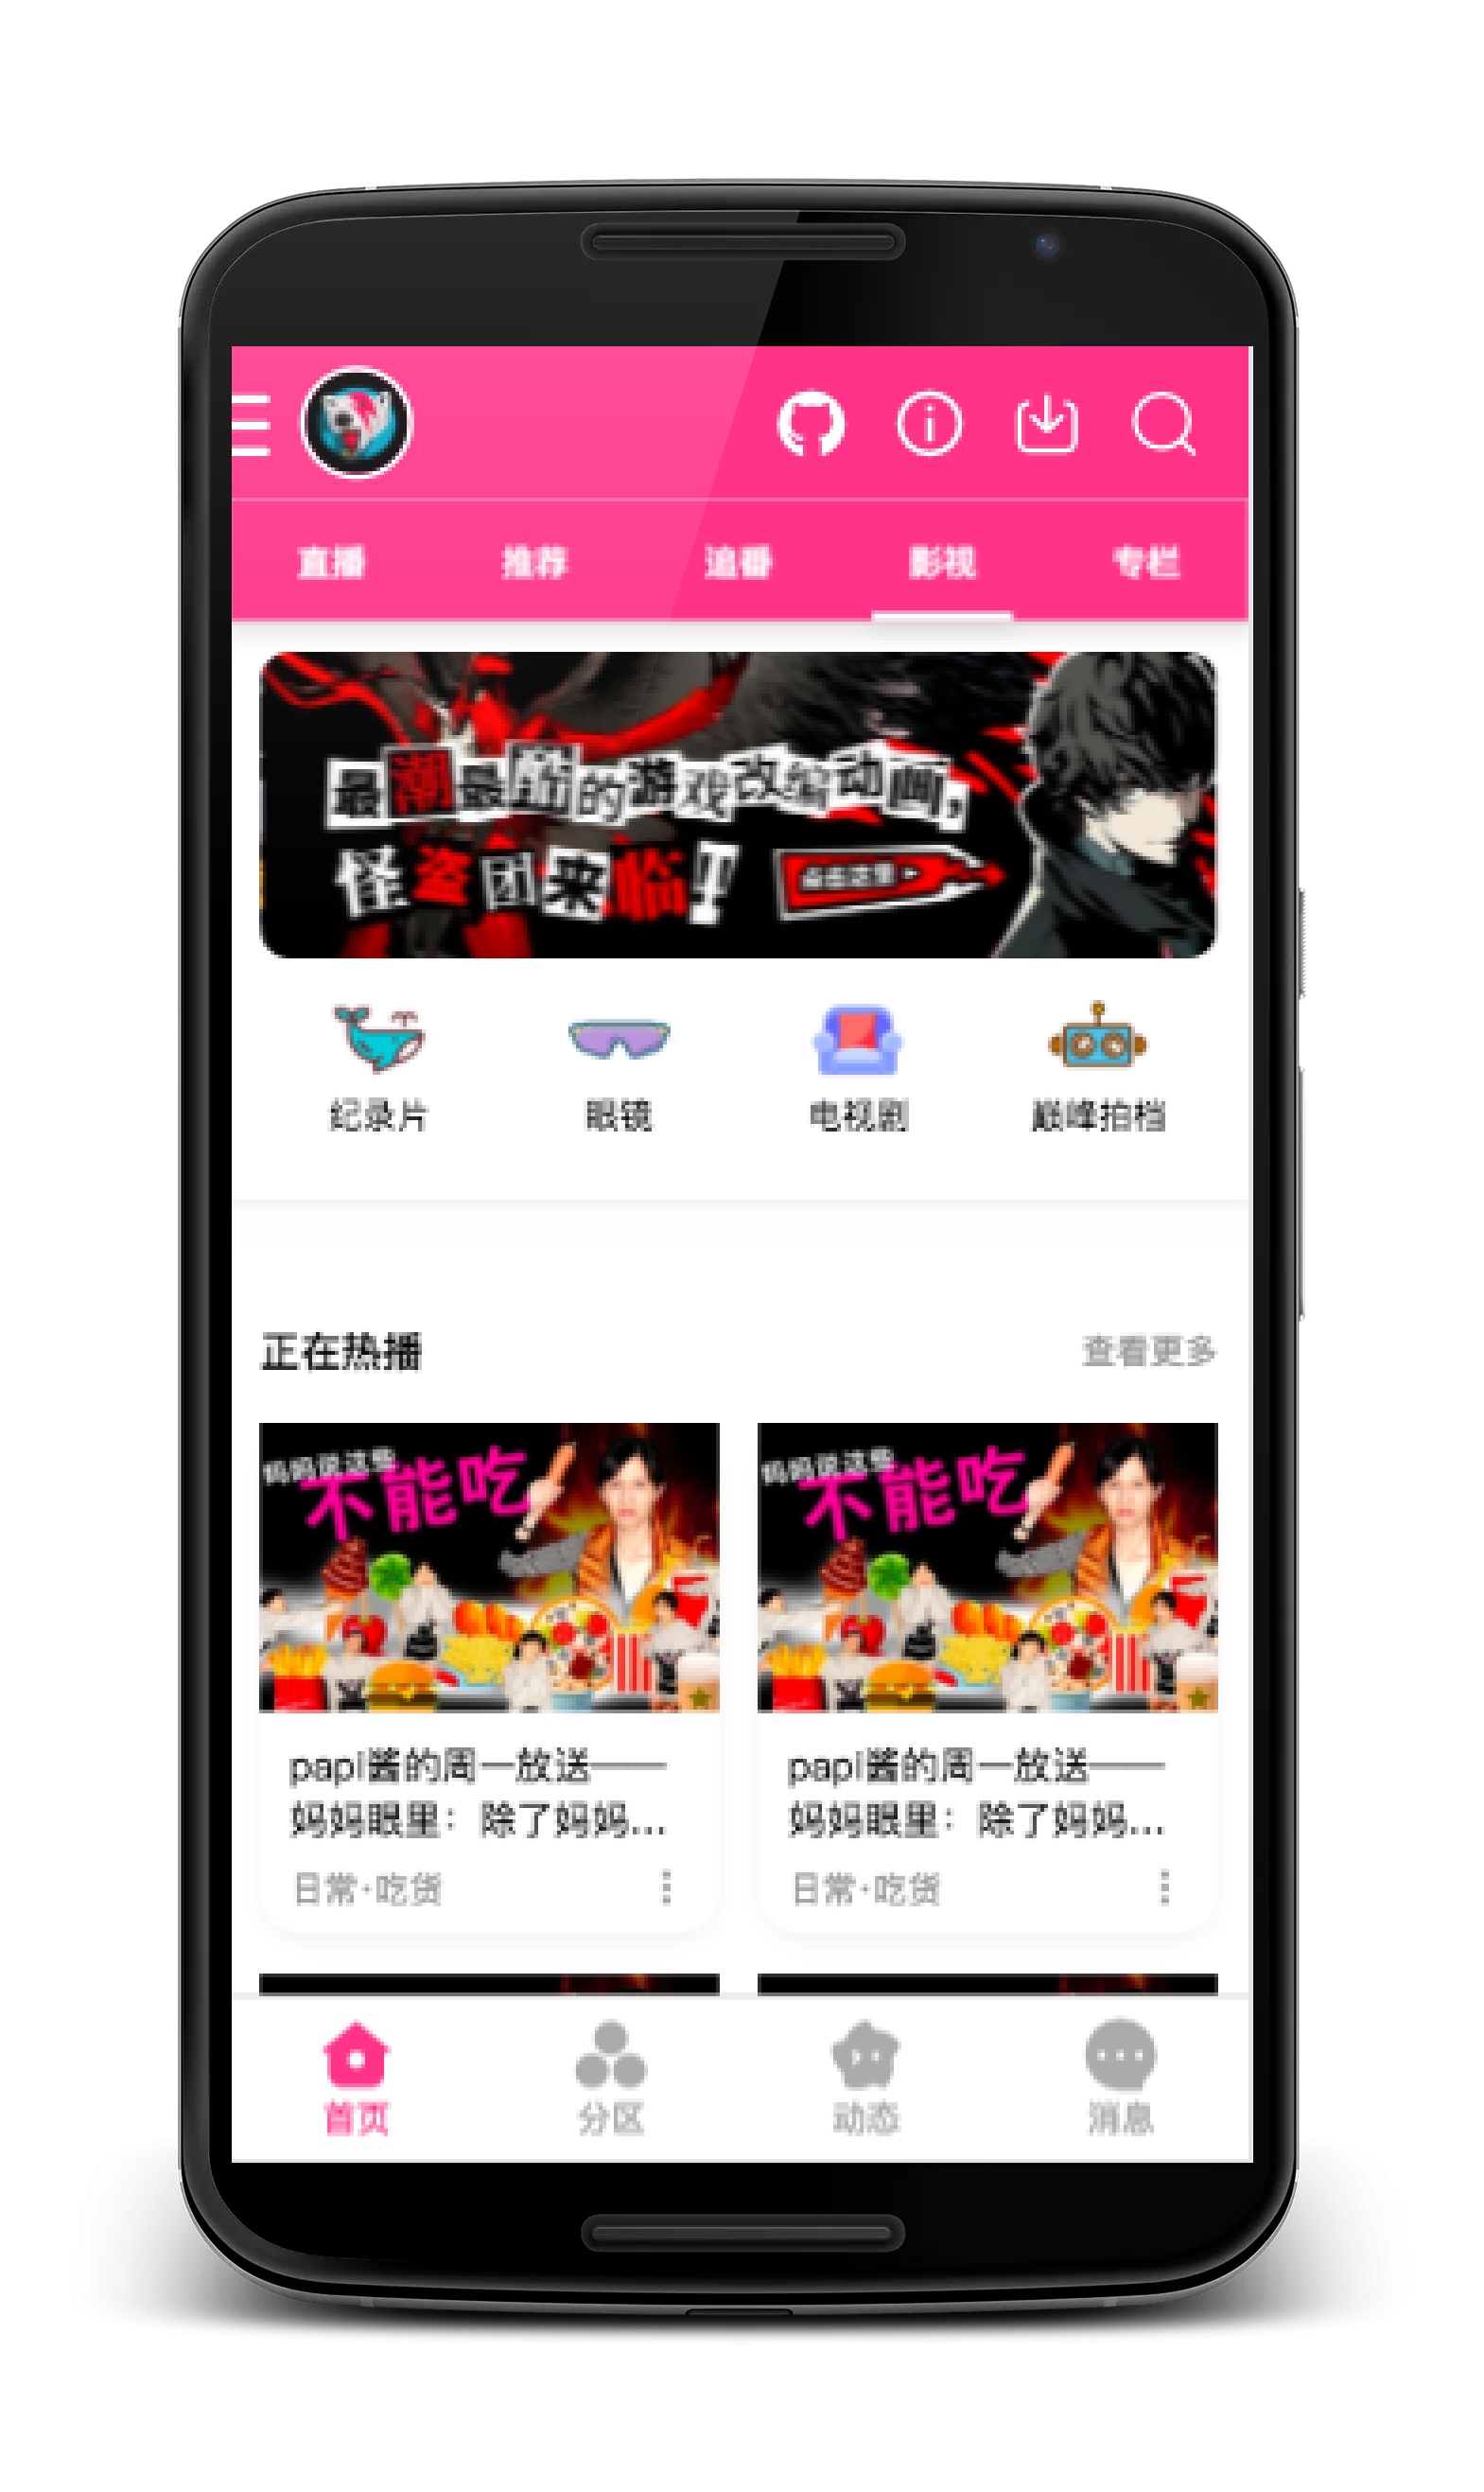 直播 推荐 追番 影视 专栏
最潮最酷的游戏改编动画,
怪盗团来临!
点击这里
纪录片 眼镜 电视剧 巅峰拍档
正在热播 查看更多
妈妈说这些
不能吃
妈妈说这些
不能吃
papi酱的周一放送——
妈妈眼里：除了妈妈...
日常·吃货
papi酱的周一放送——
妈妈眼里：除了妈妈...
日常·吃货
首页 分区 动态 消息